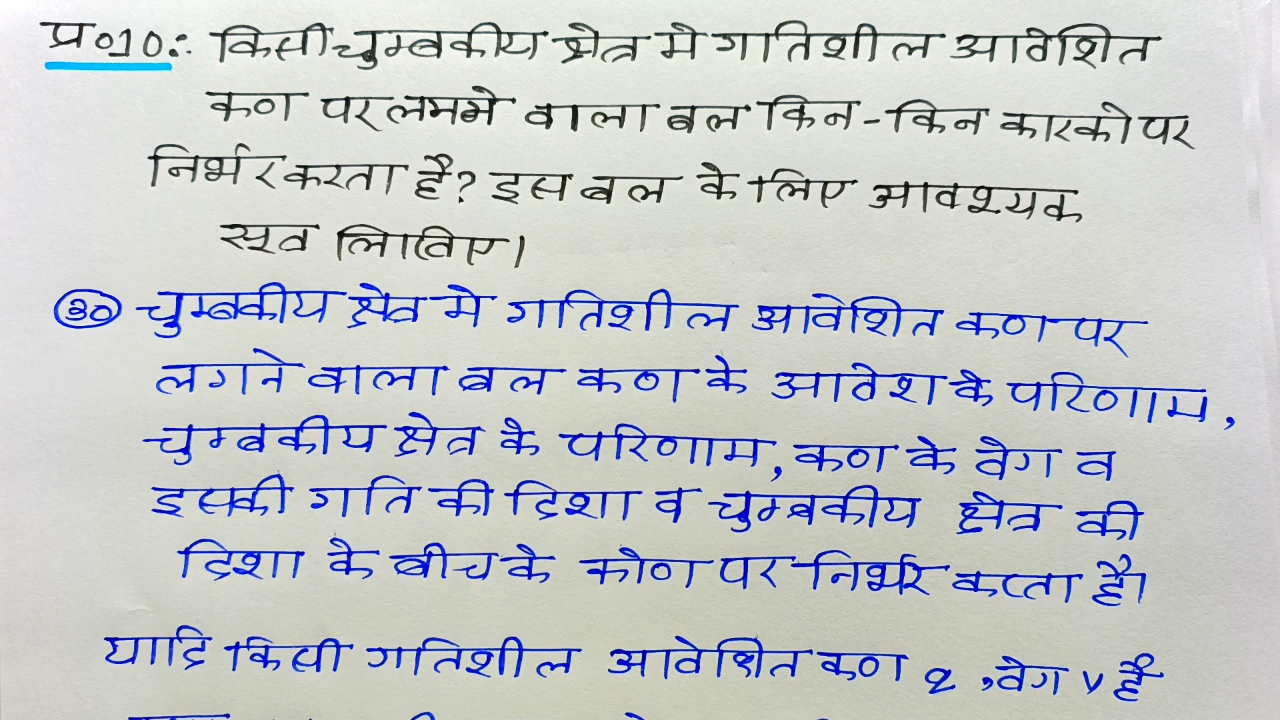 प्र०10ः किसी चुम्बकीय क्षेत्र मे गतिशील आवेशित
कण पर लगने वाला बल किन-किन कारको पर
निर्भर करता है? इस बल के लिए आवश्यक
सूत्र लिखिए।
उ० चुम्बकीय क्षेत्र मे गतिशील आवेशित कण पर
लगने वाला बल कण के आवेश के परिणाम,
चुम्बकीय क्षेत्र के परिणाम, कण के वेग व
इसकी गति की दिशा व चुम्बकीय क्षेत्र की
दिशा के बीच के कोण पर निर्भर करता है।
यदि किसी गतिशील आवेशित कण q ,वेग v है